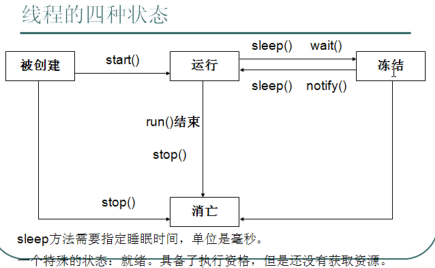 线程的四种状态
sleep() wait()
被创建 start() 运行 冻结
sleep() notify()
run()结束
stop()
stop() 消亡
sleep方法需要指定睡眠时间，单位是毫秒。
一个特殊的状态：就绪。具备了执行资格，但是还没有获取资源。